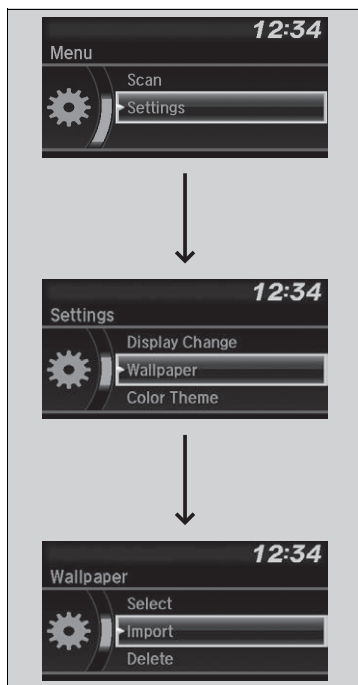 12:34
Menu
Scan
Settings
12:34
Settings
Display Change
Wallpaper
Color Theme
12:34
Wallpaper
Select
Import
Delete